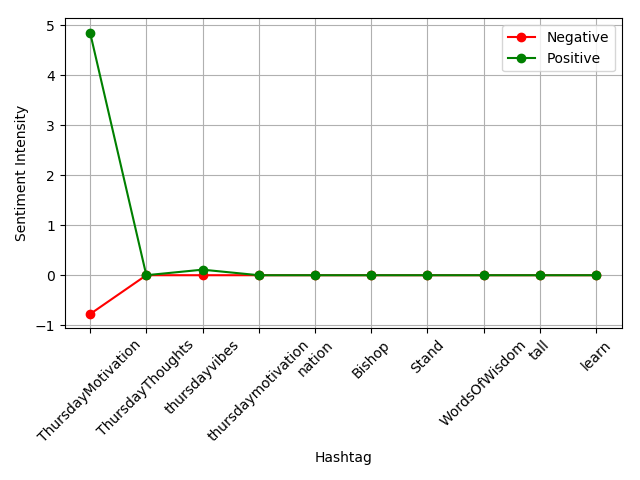 5
4
3
2
1
0
−1
Sentiment Intensity
Negative
Positive
ThursdayMotivation
ThursdayThoughts
thursdayvibes
thursdaymotivation
nation
Bishop
Stand
WordsOfWisdom
tall
learn
Hashtag